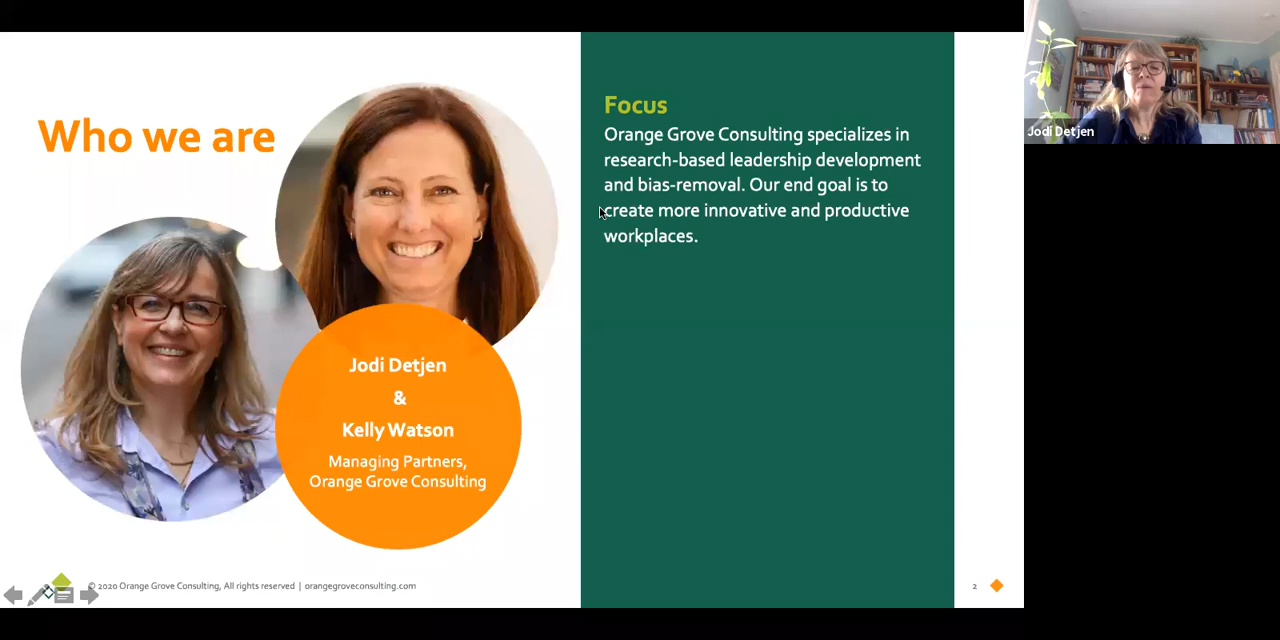 Who we are
Jodi Detjen
&
Kelly Watson
Managing Partners,
Orange Grove Consulting
Focus
Orange Grove Consulting specializes in
research-based leadership development
and bias-removal. Our end goal is to
create more innovative and productive
workplaces.
© 2020 Orange Grove Consulting, All rights reserved | orangegroveconsulting.com
2
Jodi Detjen